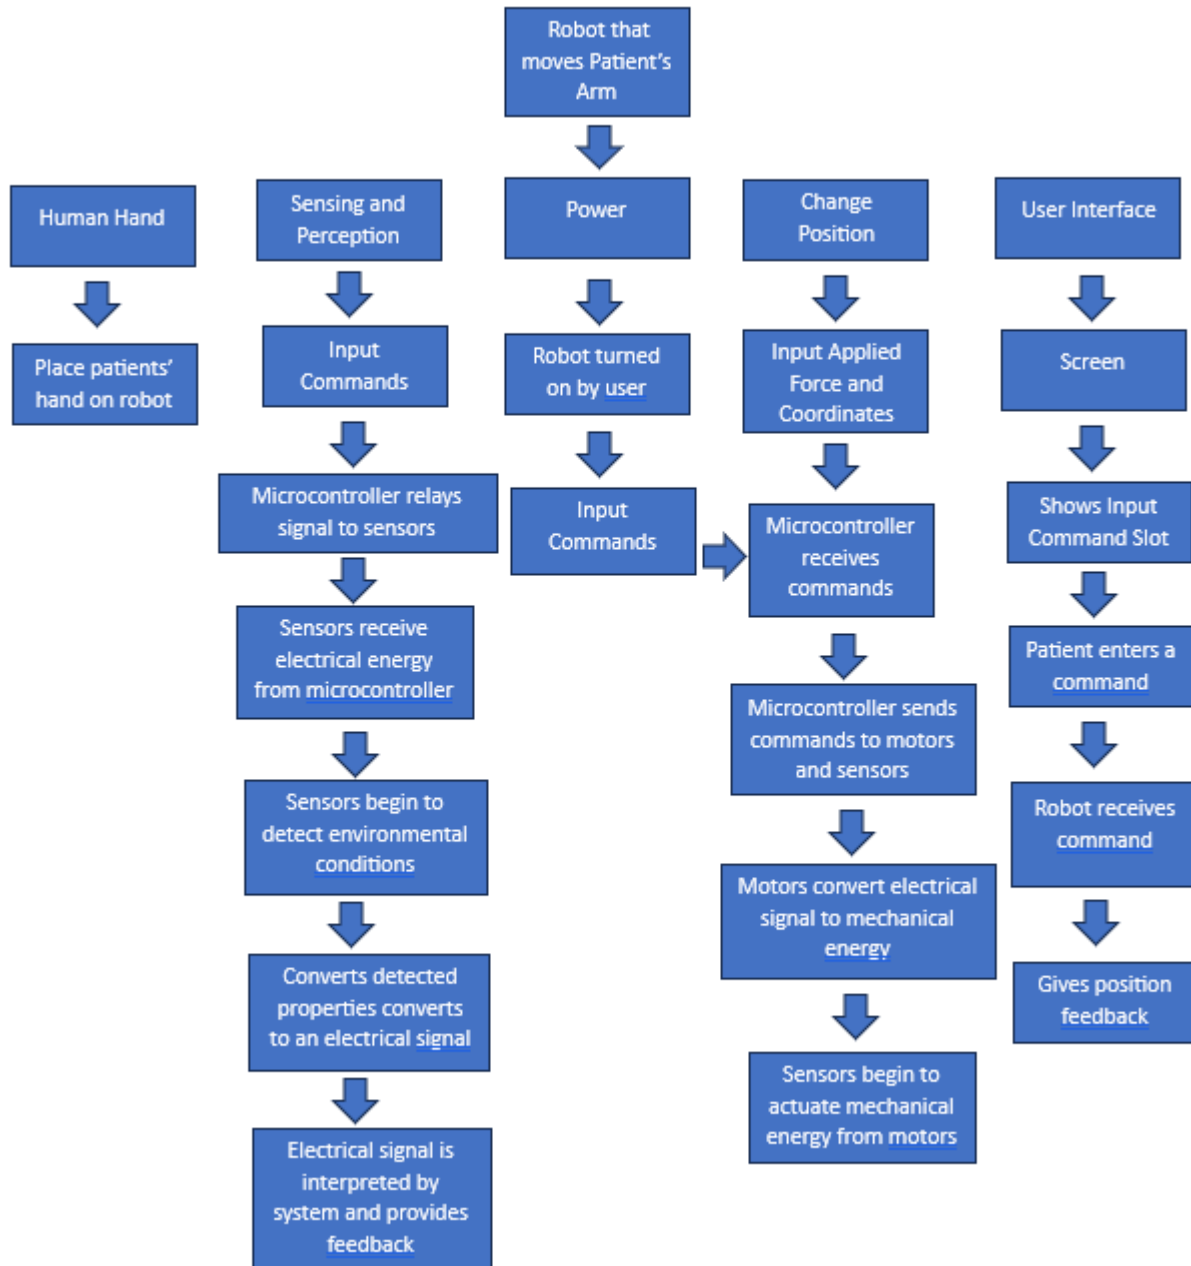 Robot that
moves Patient's
Arm
Human Hand
Place patients'
hand on robot
Sensing and
Perception
Input
Commands
Microcontroller relays
signal to sensors
Sensors receive
electrical energy
from microcontroller
Sensors begin to
detect environmental
conditions
Converts detected
properties converts
to an electrical signal
Electrical signal is
interpreted by
system and provides
feedback
Power
Robot turned
on by user
Input
Commands
Change
Position
Input Applied
Force and
Coordinates
Microcontroller
receives
commands
Microcontroller sends
commands to motors
and sensors
Motors convert electrical
signal to mechanical
energy
Sensors begin to
actuate mechanical
energy from motors
User Interface
Screen
Shows Input
Command Slot
Patient enters a
command
Robot receives
command
Gives position
feedback